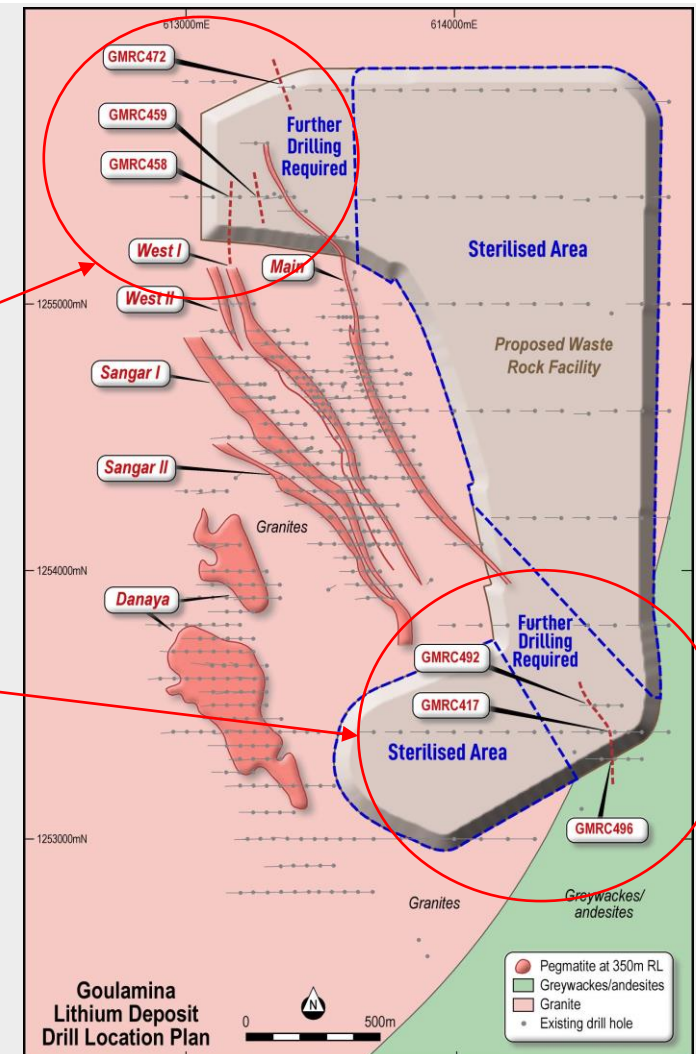 613000mE
614000mE
GMRC472
GMRC459
GMRC458
Further
Drilling
Required
West I
Main
West II
Sterilised Area
1255000mN
Proposed Waste
Rock Facility
Sangar I
Sangar II
Granites
1254000mN
Danaya
Further
Drilling
Required
GMRC492
GMRC417
Sterilised Area
1253000mN
GMRC496
Granites
Greywackes/
andesites
Goulamina
Lithium Deposit
Drill Location Plan
N
0
500m
Pegmatite at 350m RL
Greywackes/andesites
Granite
Existing drill hole